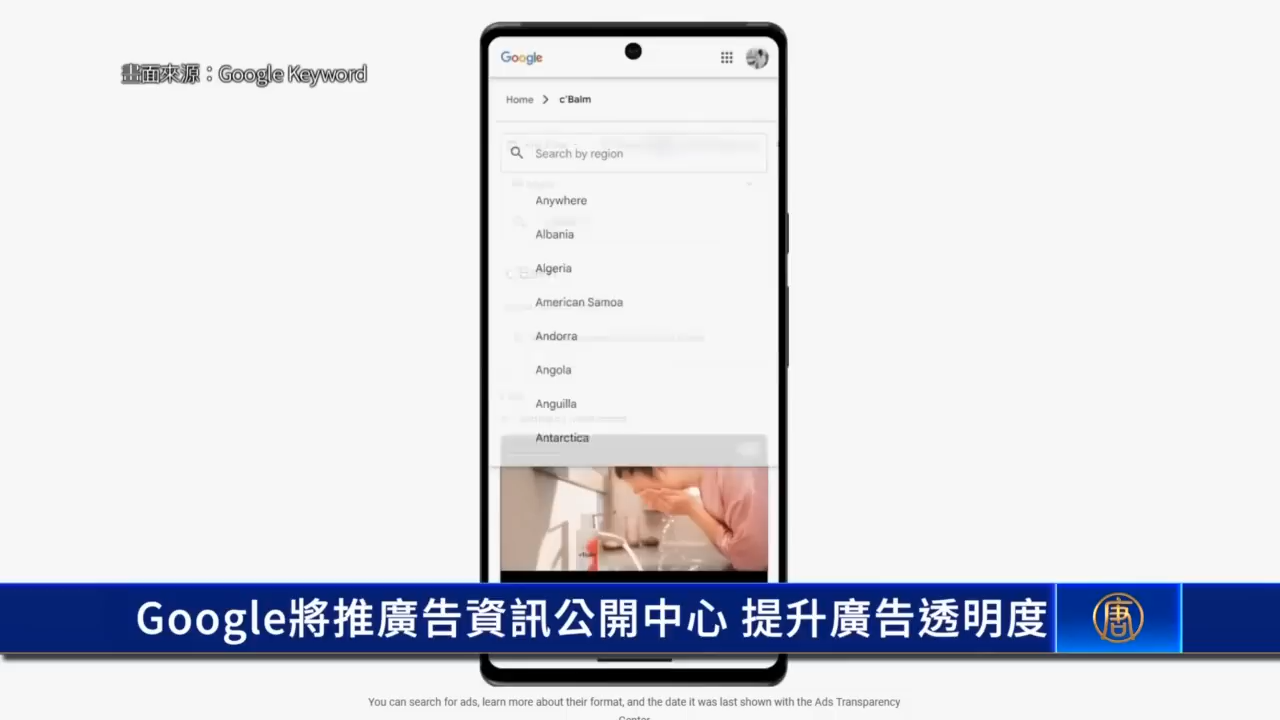 畫面來源：Google Keyword
Google
Home > c'Balm
Search by region
Anywhere
Albania
Algeria
American Samoa
Andorra
Angola
Anguilla
Antarctica
Google將推廣告資訊公開中心 提升廣告透明度
唐
You can search for ads, learn more about their format, and the date it was last shown with the Ads Transparency
Center